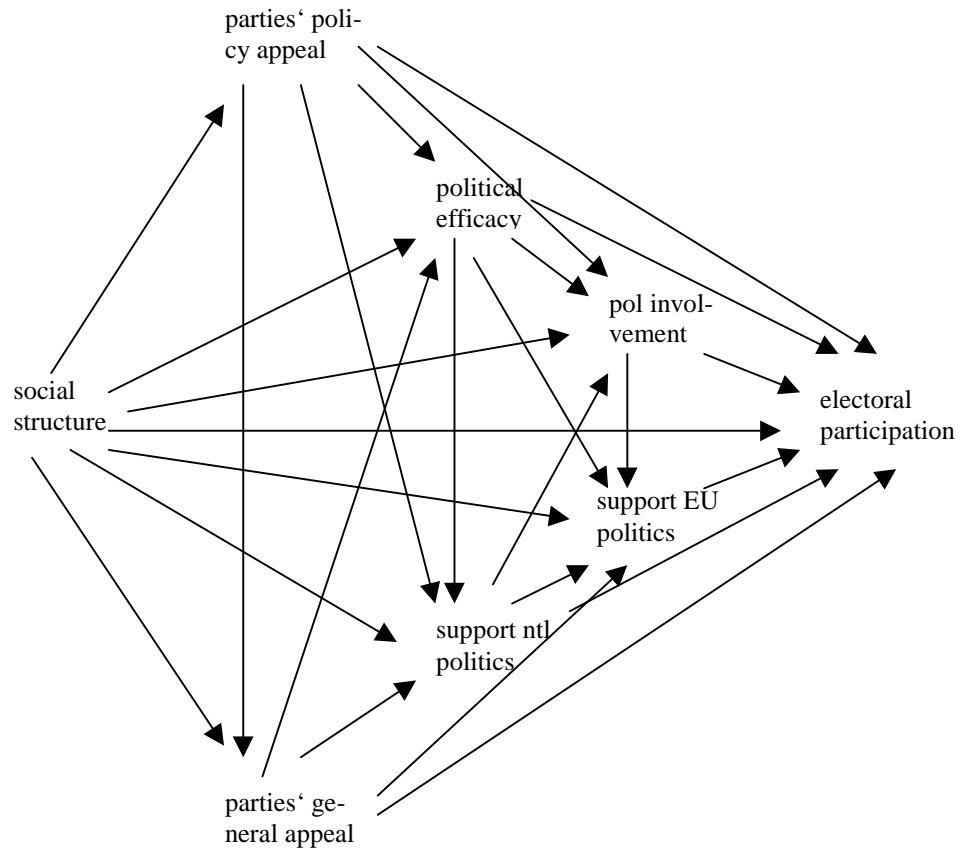 parties‘ poli-
cy appeal
political
efficacy
pol invol-
vement
social
structure
electoral
participation
support EU
politics
support ntl
politics
parties‘ ge-
neral appeal